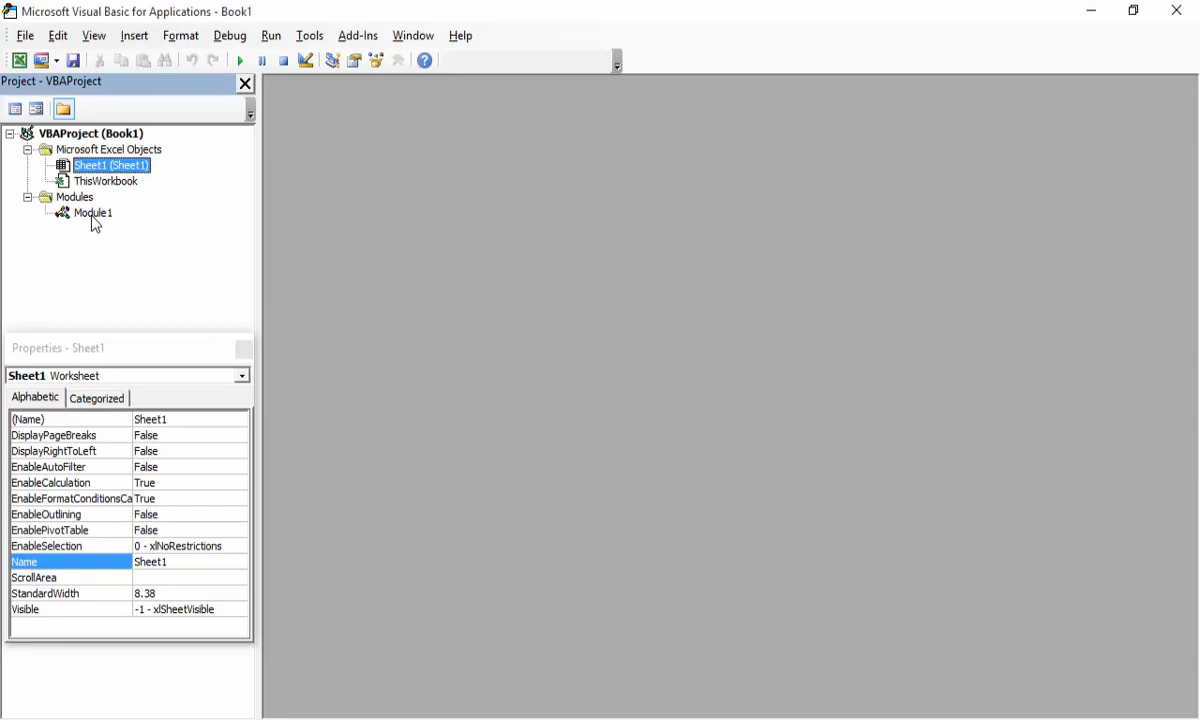 Microsoft Visual Basic for Applications - Book1
File Edit View Insert Format Debug Run Tools Add-Ins Window Help
Project - VBAProject
VBAProject (Book1)
Microsoft Excel Objects
Sheet1 (Sheet1)
ThisWorkbook
Modules
Module1
Properties - Sheet1
Sheet1 Worksheet
Alphabetic Categorized
(Name) Sheet1
DisplayPageBreaks False
DisplayRightToLeft False
EnableAutoFilter False
EnableCalculation True
EnableFormatConditionsCa True
EnableOutlining False
EnablePivotTable False
EnableSelection 0 - xlNoRestrictions
Name Sheet1
ScrollArea
StandardWidth 8.38
Visible -1 - xlSheetVisible